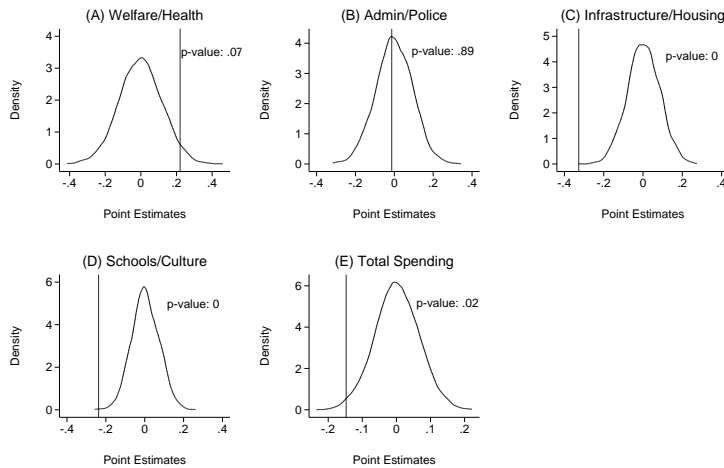 (A) Welfare/Health
p-value: .07
Density
4
3
2
1
0
-.4 -.2 0 .2 .4
Point Estimates
(B) Admin/Police
p-value: .89
Density
4
3
2
1
0
-.4 -.2 0 .2 .4
Point Estimates
(C) Infrastructure/Housing
p-value: 0
Density
5
4
3
2
1
0
-.4 -.2 0 .2 .4
Point Estimates
(D) Schools/Culture
p-value: 0
Density
6
4
2
0
-.4 -.2 0 .2 .4
Point Estimates
(E) Total Spending
p-value: .02
Density
6
4
2
0
-.2 -.1 0 .1 .2
Point Estimates